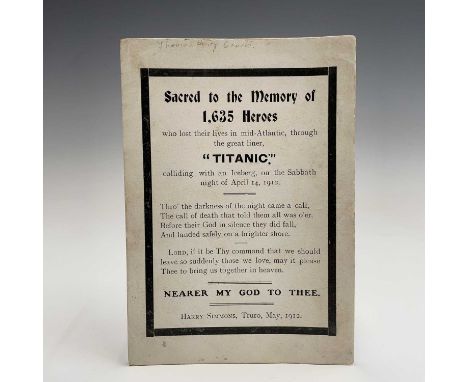 Sacred to the Memory of
1,635 Heroes
who lost their lives in mid-Atlantic, through
the great liner,
"TITANIC,"
colliding with an Iceberg, on the Sabbath
night of April 14, 1912.
Thro' the darkness of the night came a call,
The call of death that told them all was o'er,
Before their God in silence they did fall,
And landed safely on a brighter shore.
LORD, if it be Thy command that we should
leave so suddenly those we love, may it please
Thee to bring us together in heaven.
NEARER MY GOD TO THEE.
HARRY SIMMONS, Truro, May, 1912.